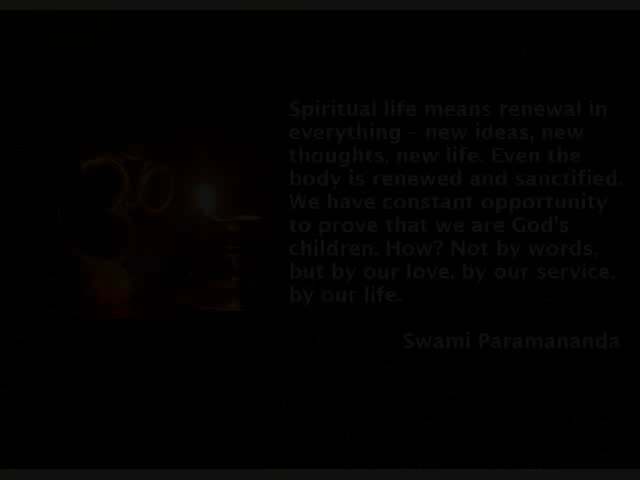 Spiritual life means renewal in
everything - new ideas, new
thoughts, new life. Even the
body is renewed and sanctified.
We have constant opportunity
to prove that we are God's
children. How? Not by words,
but by our love, by our service,
by our life.
Swami Paramananda